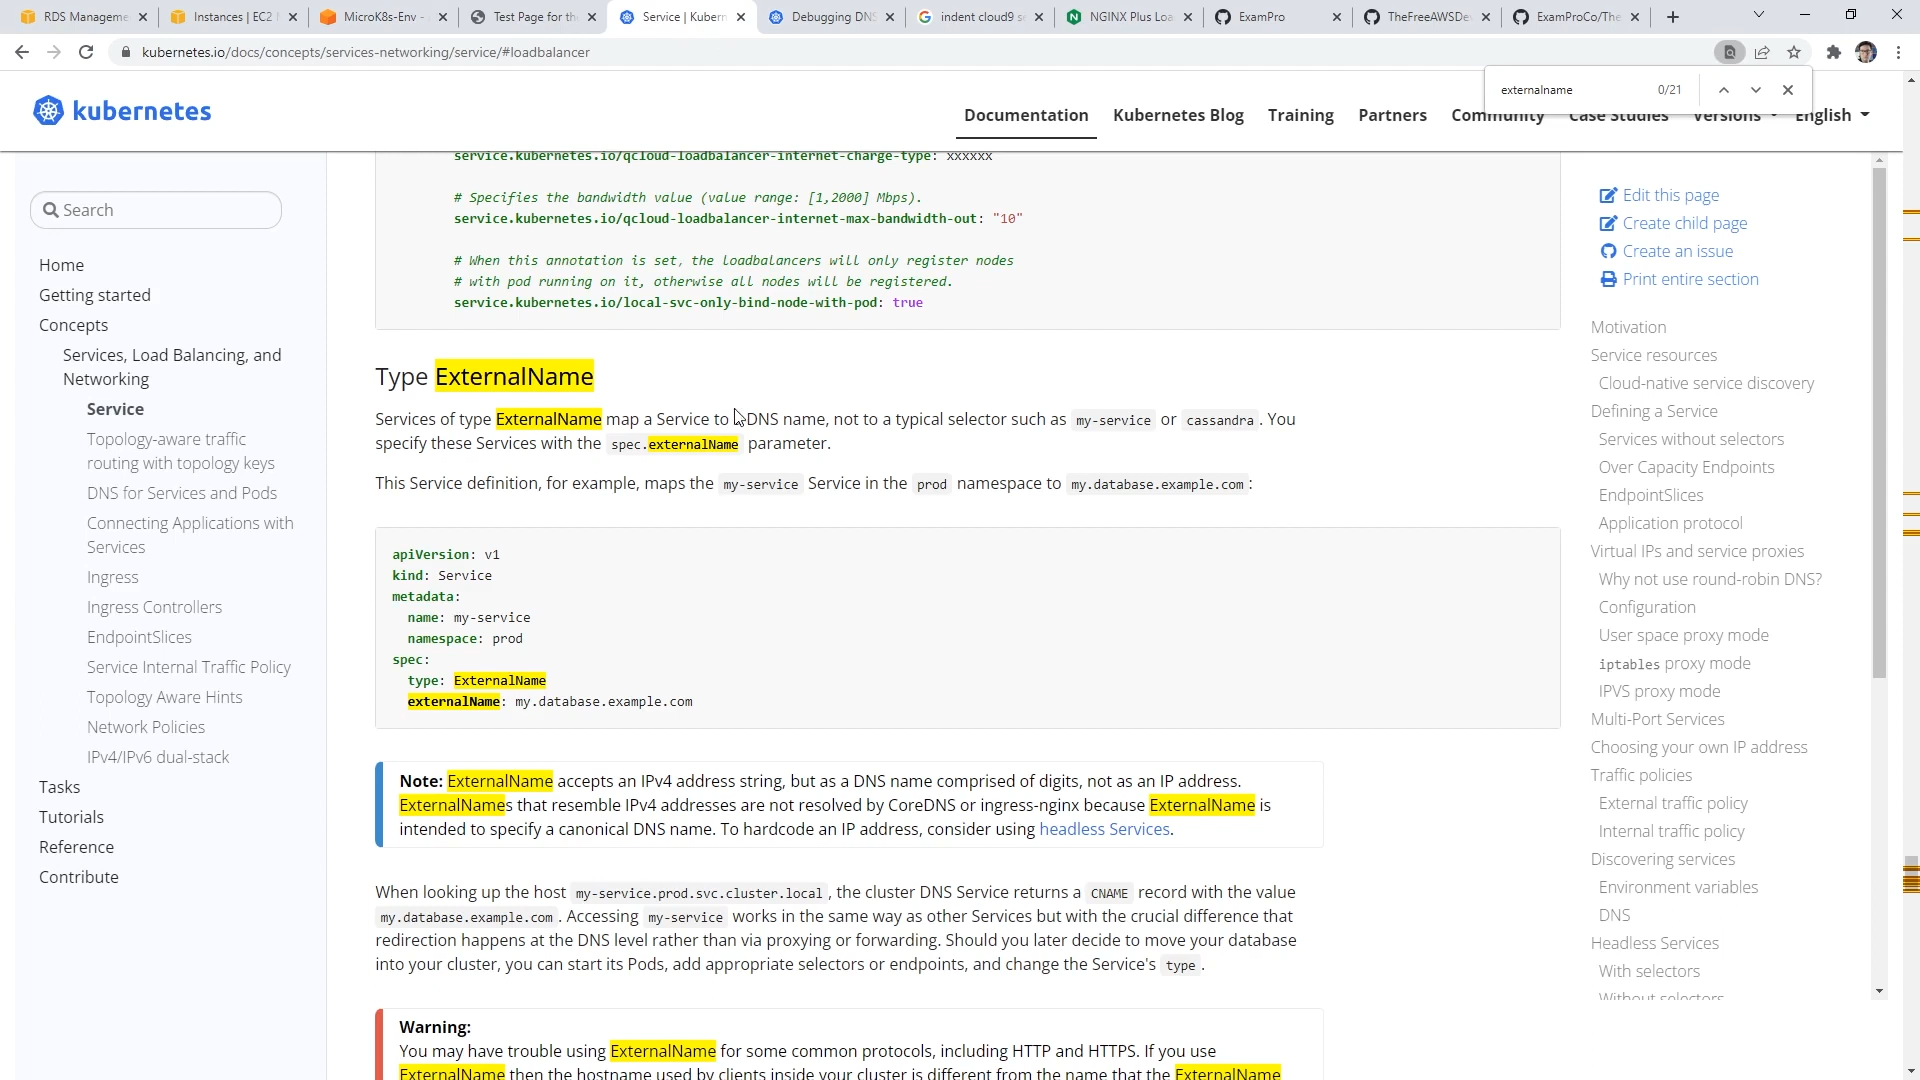 RDS Manageme
Instances | EC2
MicroK8s-Env -
Test Page for th
Service | Kubern
Debugging DNS
indent cloud9 se
NGINX Plus Loa
ExamPro
TheFreeAWSDev
ExamProCo/The
kubernetes.io/docs/concepts/services-networking/service/#loadbalancer
externalname 0/21
kubernetes
Documentation
Kubernetes Blog
Training
Partners
Community
Case Studies
Versions
English
Search
Home
Getting started
Concepts
Services, Load Balancing, and
Networking
Service
Topology-aware traffic
routing with topology keys
DNS for Services and Pods
Connecting Applications with
Services
Ingress
Ingress Controllers
EndpointSlices
Service Internal Traffic Policy
Topology Aware Hints
Network Policies
IPv4/IPv6 dual-stack
Tasks
Tutorials
Reference
Contribute
service.kubernetes.io/qcloud-loadbalancer-internet-charge-type: xxxxxx
# Specifies the bandwidth value (value range: [1,2000] Mbps).
service.kubernetes.io/qcloud-loadbalancer-internet-max-bandwidth-out: "10"
# When this annotation is set, the loadbalancers will only register nodes
# with pod running on it, otherwise all nodes will be registered.
service.kubernetes.io/local-svc-only-bind-node-with-pod: true
Type ExternalName
Services of type ExternalName map a Service to DNS name, not to a typical selector such as my-service or cassandra. You
specify these Services with the spec.externalName parameter.
This Service definition, for example, maps the my-service Service in the prod namespace to my.database.example.com:
apiVersion: v1
kind: Service
metadata:
name: my-service
namespace: prod
spec:
type: ExternalName
externalName: my.database.example.com
Note: ExternalName accepts an IPv4 address string, but as a DNS name comprised of digits, not as an IP address.
ExternalNames that resemble IPv4 addresses are not resolved by CoreDNS or ingress-nginx because ExternalName is
intended to specify a canonical DNS name. To hardcode an IP address, consider using headless Services.
When looking up the host my-service.prod.svc.cluster.local, the cluster DNS Service returns a CNAME record with the value
my.database.example.com. Accessing my-service works in the same way as other Services but with the crucial difference that
redirection happens at the DNS level rather than via proxying or forwarding. Should you later decide to move your database
into your cluster, you can start its Pods, add appropriate selectors or endpoints, and change the Service's type.
Warning:
You may have trouble using ExternalName for some common protocols, including HTTP and HTTPS. If you use
ExternalName then the hostname used by clients inside your cluster is different from the name that the ExternalName
Edit this page
Create child page
Create an issue
Print entire section
Motivation
Service resources
Cloud-native service discovery
Defining a Service
Services without selectors
Over Capacity Endpoints
EndpointSlices
Application protocol
Virtual IPs and service proxies
Why not use round-robin DNS?
Configuration
User space proxy mode
iptables proxy mode
IPVS proxy mode
Multi-Port Services
Choosing your own IP address
Traffic policies
External traffic policy
Internal traffic policy
Discovering services
Environment variables
DNS
Headless Services
With selectors
Without selectors